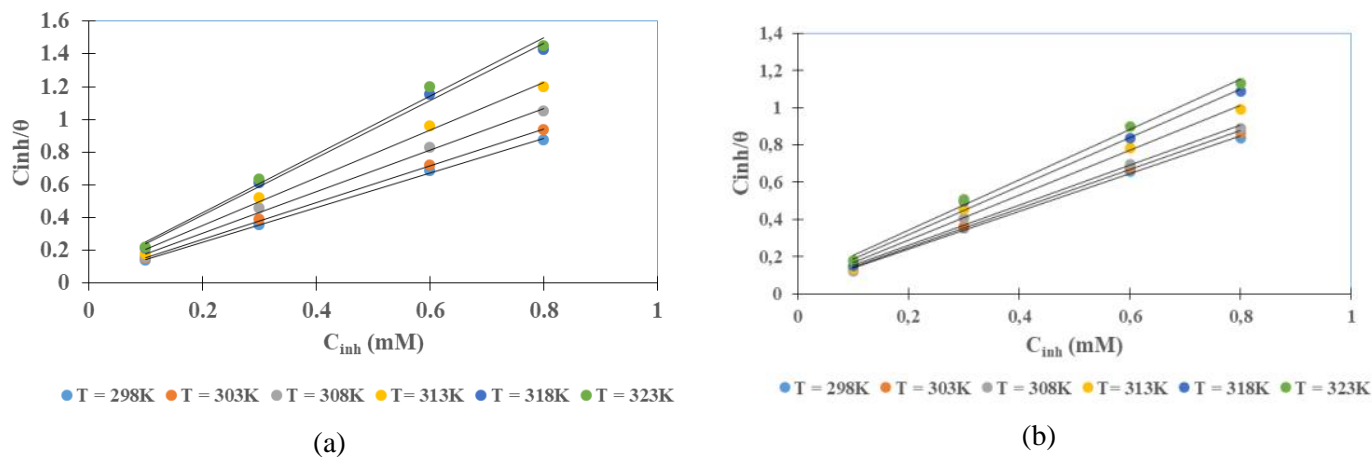 1.6
1.4
1.2
1
0.8
0.6
0.4
0.2
0
Cinh/θ
0 0.2 0.4 0.6 0.8 1
C_inh (mM)
T = 298K T = 303K T = 308K T= 313K T = 318K T = 323K
(a)
1,4
1,2
1
0,8
0,6
0,4
0,2
0
Cinh/θ
0 0,2 0,4 0,6 0,8 1
C_inh (mM)
T = 298K T = 303K T = 308K T = 313K T = 318K T = 323K
(b)